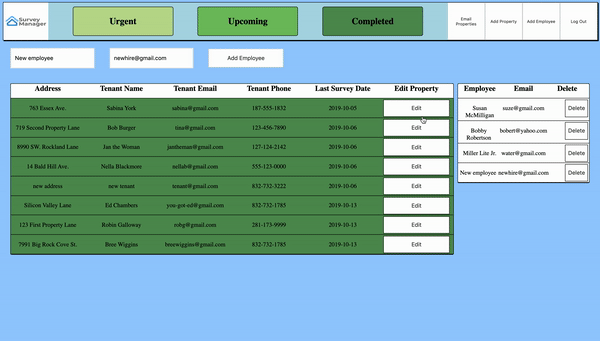 Survey Manager
Urgent
Upcoming
Completed
Email Properties
Add Property
Add Employee
Log Out
New employee
newhire@gmail.com
Add Employee
Address Tenant Name Tenant Email Tenant Phone Last Survey Date Edit Property
763 Essex Ave. Sabina York sabina@gmail.com 187-555-1832 2019-10-05 Edit
719 Second Property Lane Bob Burger tina@gmail.com 123-456-7890 2019-10-06 Edit
8990 SW. Rockland Lane Jan the Woman jantheman@gmail.com 127-124-2142 2019-10-06 Edit
14 Bald Hill Ave. Nella Blackmore nellab@gmail.com 555-123-0000 2019-10-06 Edit
new address new tenant tenant@gmail.com 832-732-3222 2019-10-06 Edit
Silicon Valley Lane Ed Chambers you-got-ed@gmail.com 832-732-1785 2019-10-13 Edit
123 First Property Lane Robin Galloway robg@gmail.com 281-173-9999 2019-10-13 Edit
7991 Big Rock Cove St. Bree Wiggins breewiggins@gmail.com 832-732-1785 2019-10-13 Edit
Employee Email Delete
Susan McMilligan suze@gmail.com Delete
Bobby Robertson bobert@yahoo.com Delete
Miller Lite Jr. water@gmail.com Delete
New employee newhire@gmail.com Delete